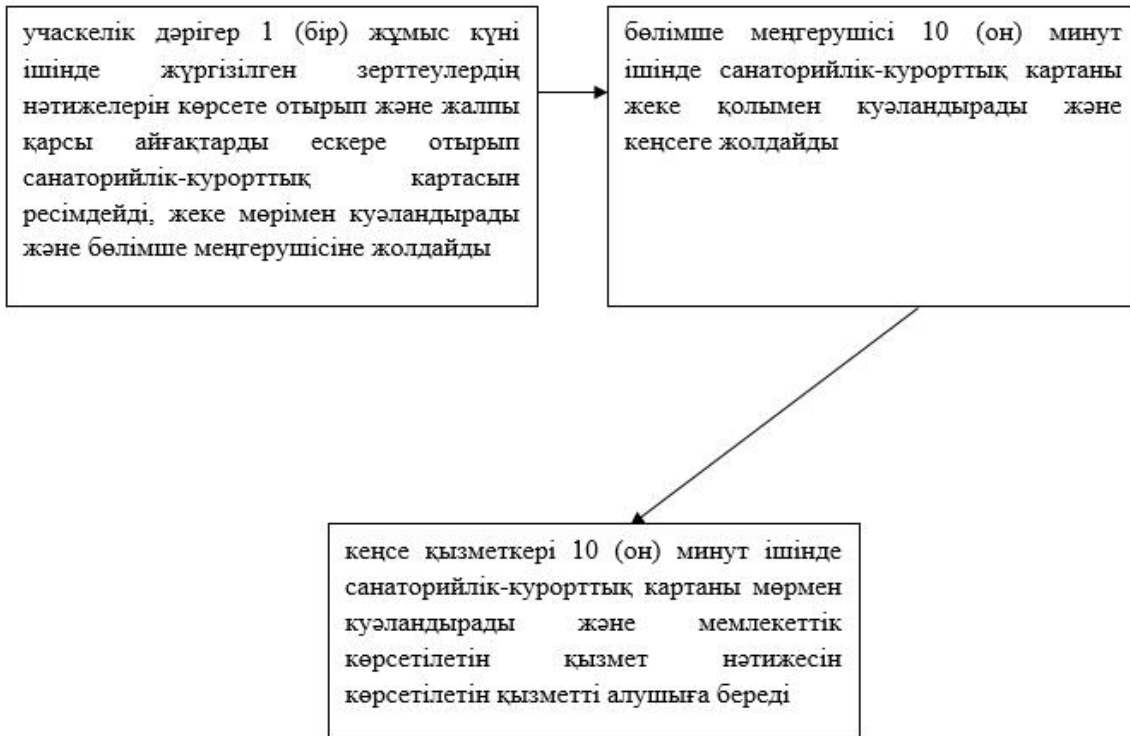 учаскелік дәрігер 1 (бір) жұмыс күні
ішінде жүргізілген зерттеулердің
нәтижелерін көрсете отырып және жалпы
қарсы айғақтарды ескере отырып
санаторийлік-курорттық картасын
ресімдейді, жеке мөрімен куәландырады
және бөлімше меңгерушісіне жолдайды
бөлімше меңгерушісі 10 (он) минут
ішінде санаторийлік-курорттық картаны
жеке қолымен куәландырады және
кеңсеге жолдайды
кеңсе қызметкері 10 (он) минут ішінде
санаторийлік-курорттық картаны мөрмен
куәландырады және мемлекеттік
көрсетілетін қызмет нәтижесін
көрсетілетін қызметті алушыға береді